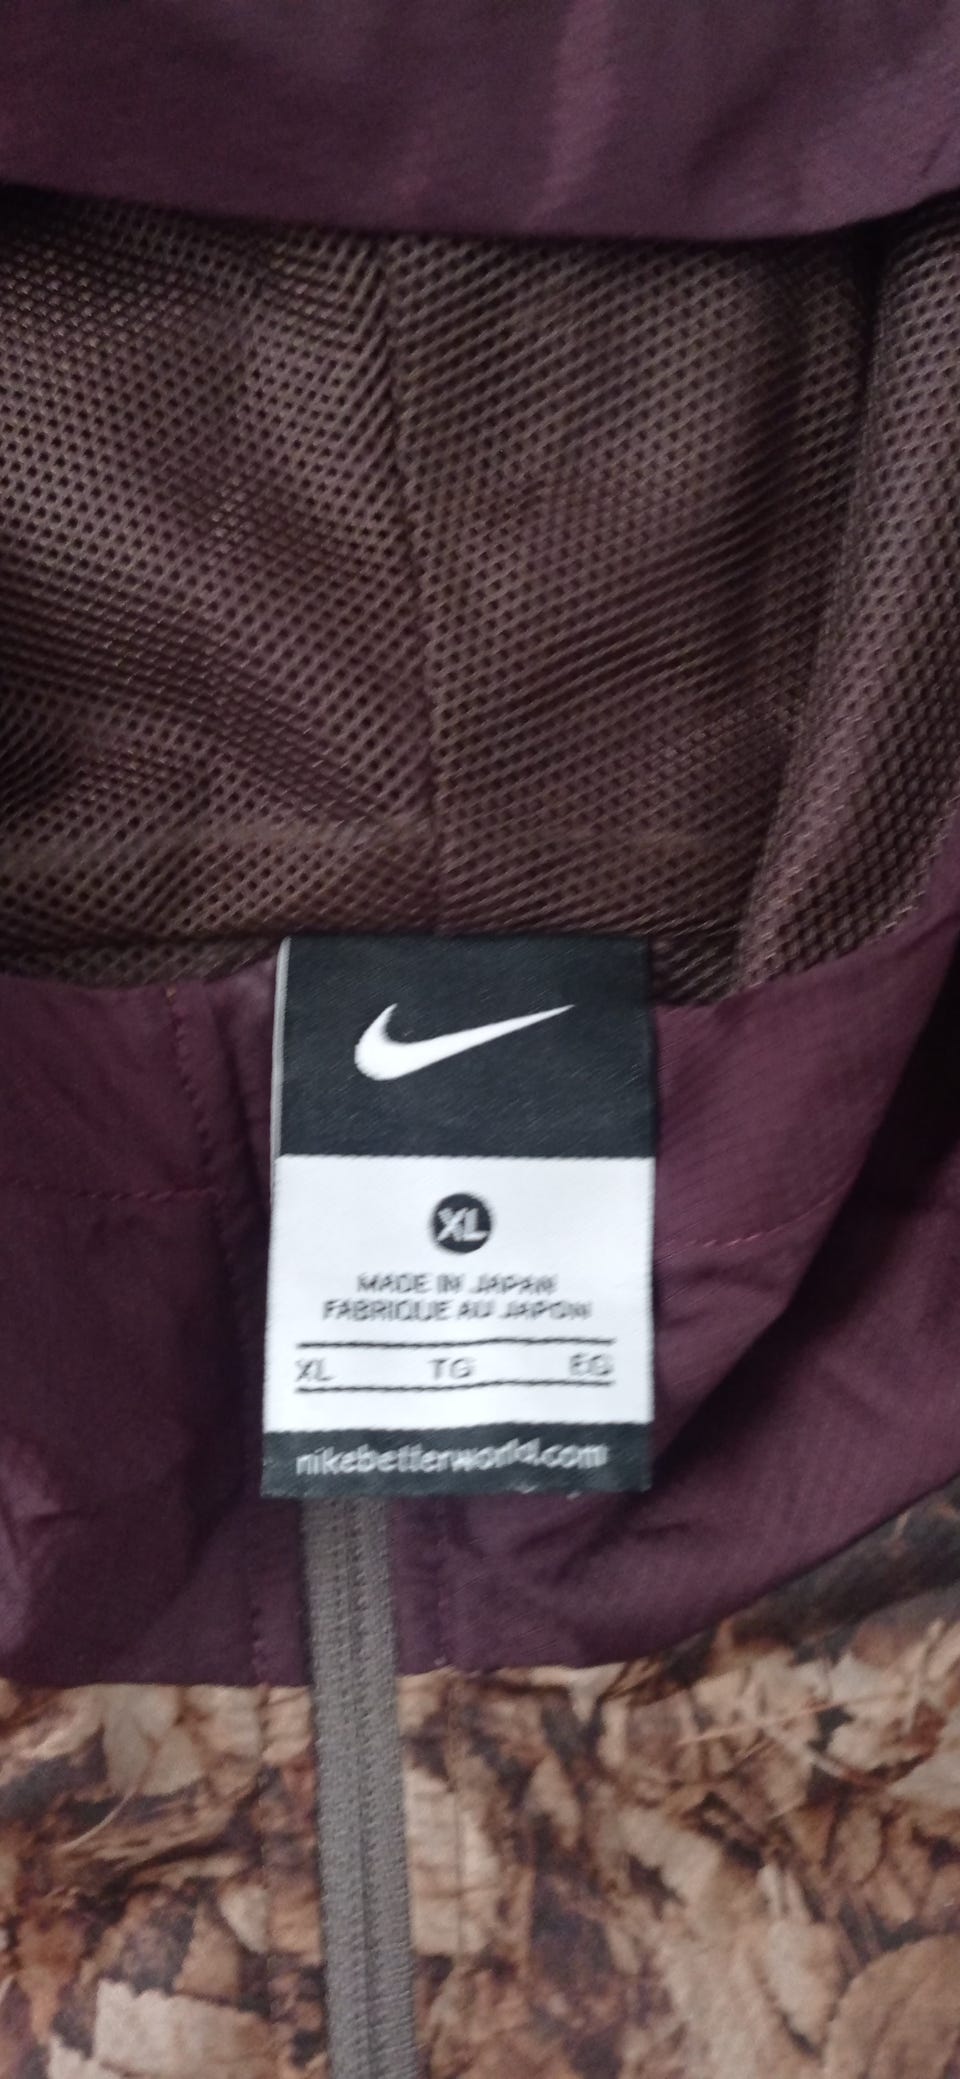 XL
MADE IN JAPAN
FABRIQUE AU JAPON
XL TG EG
nikebetterworld.com